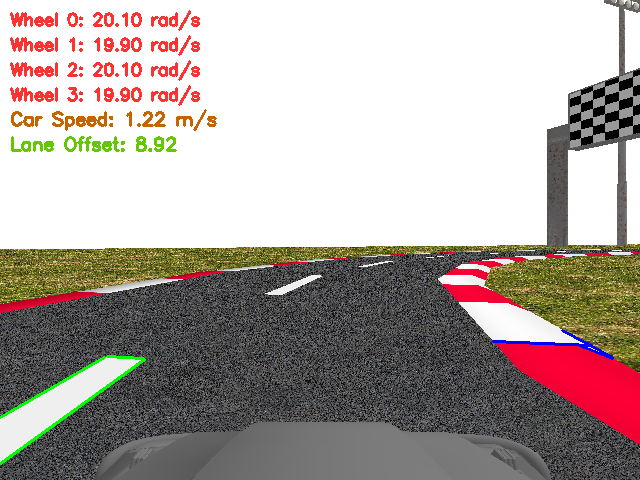 Wheel 0: 20.10 rad/s
Wheel 1: 19.90 rad/s
Wheel 2: 20.10 rad/s
Wheel 3: 19.90 rad/s
Car Speed: 1.22 m/s
Lane Offset: 8.92